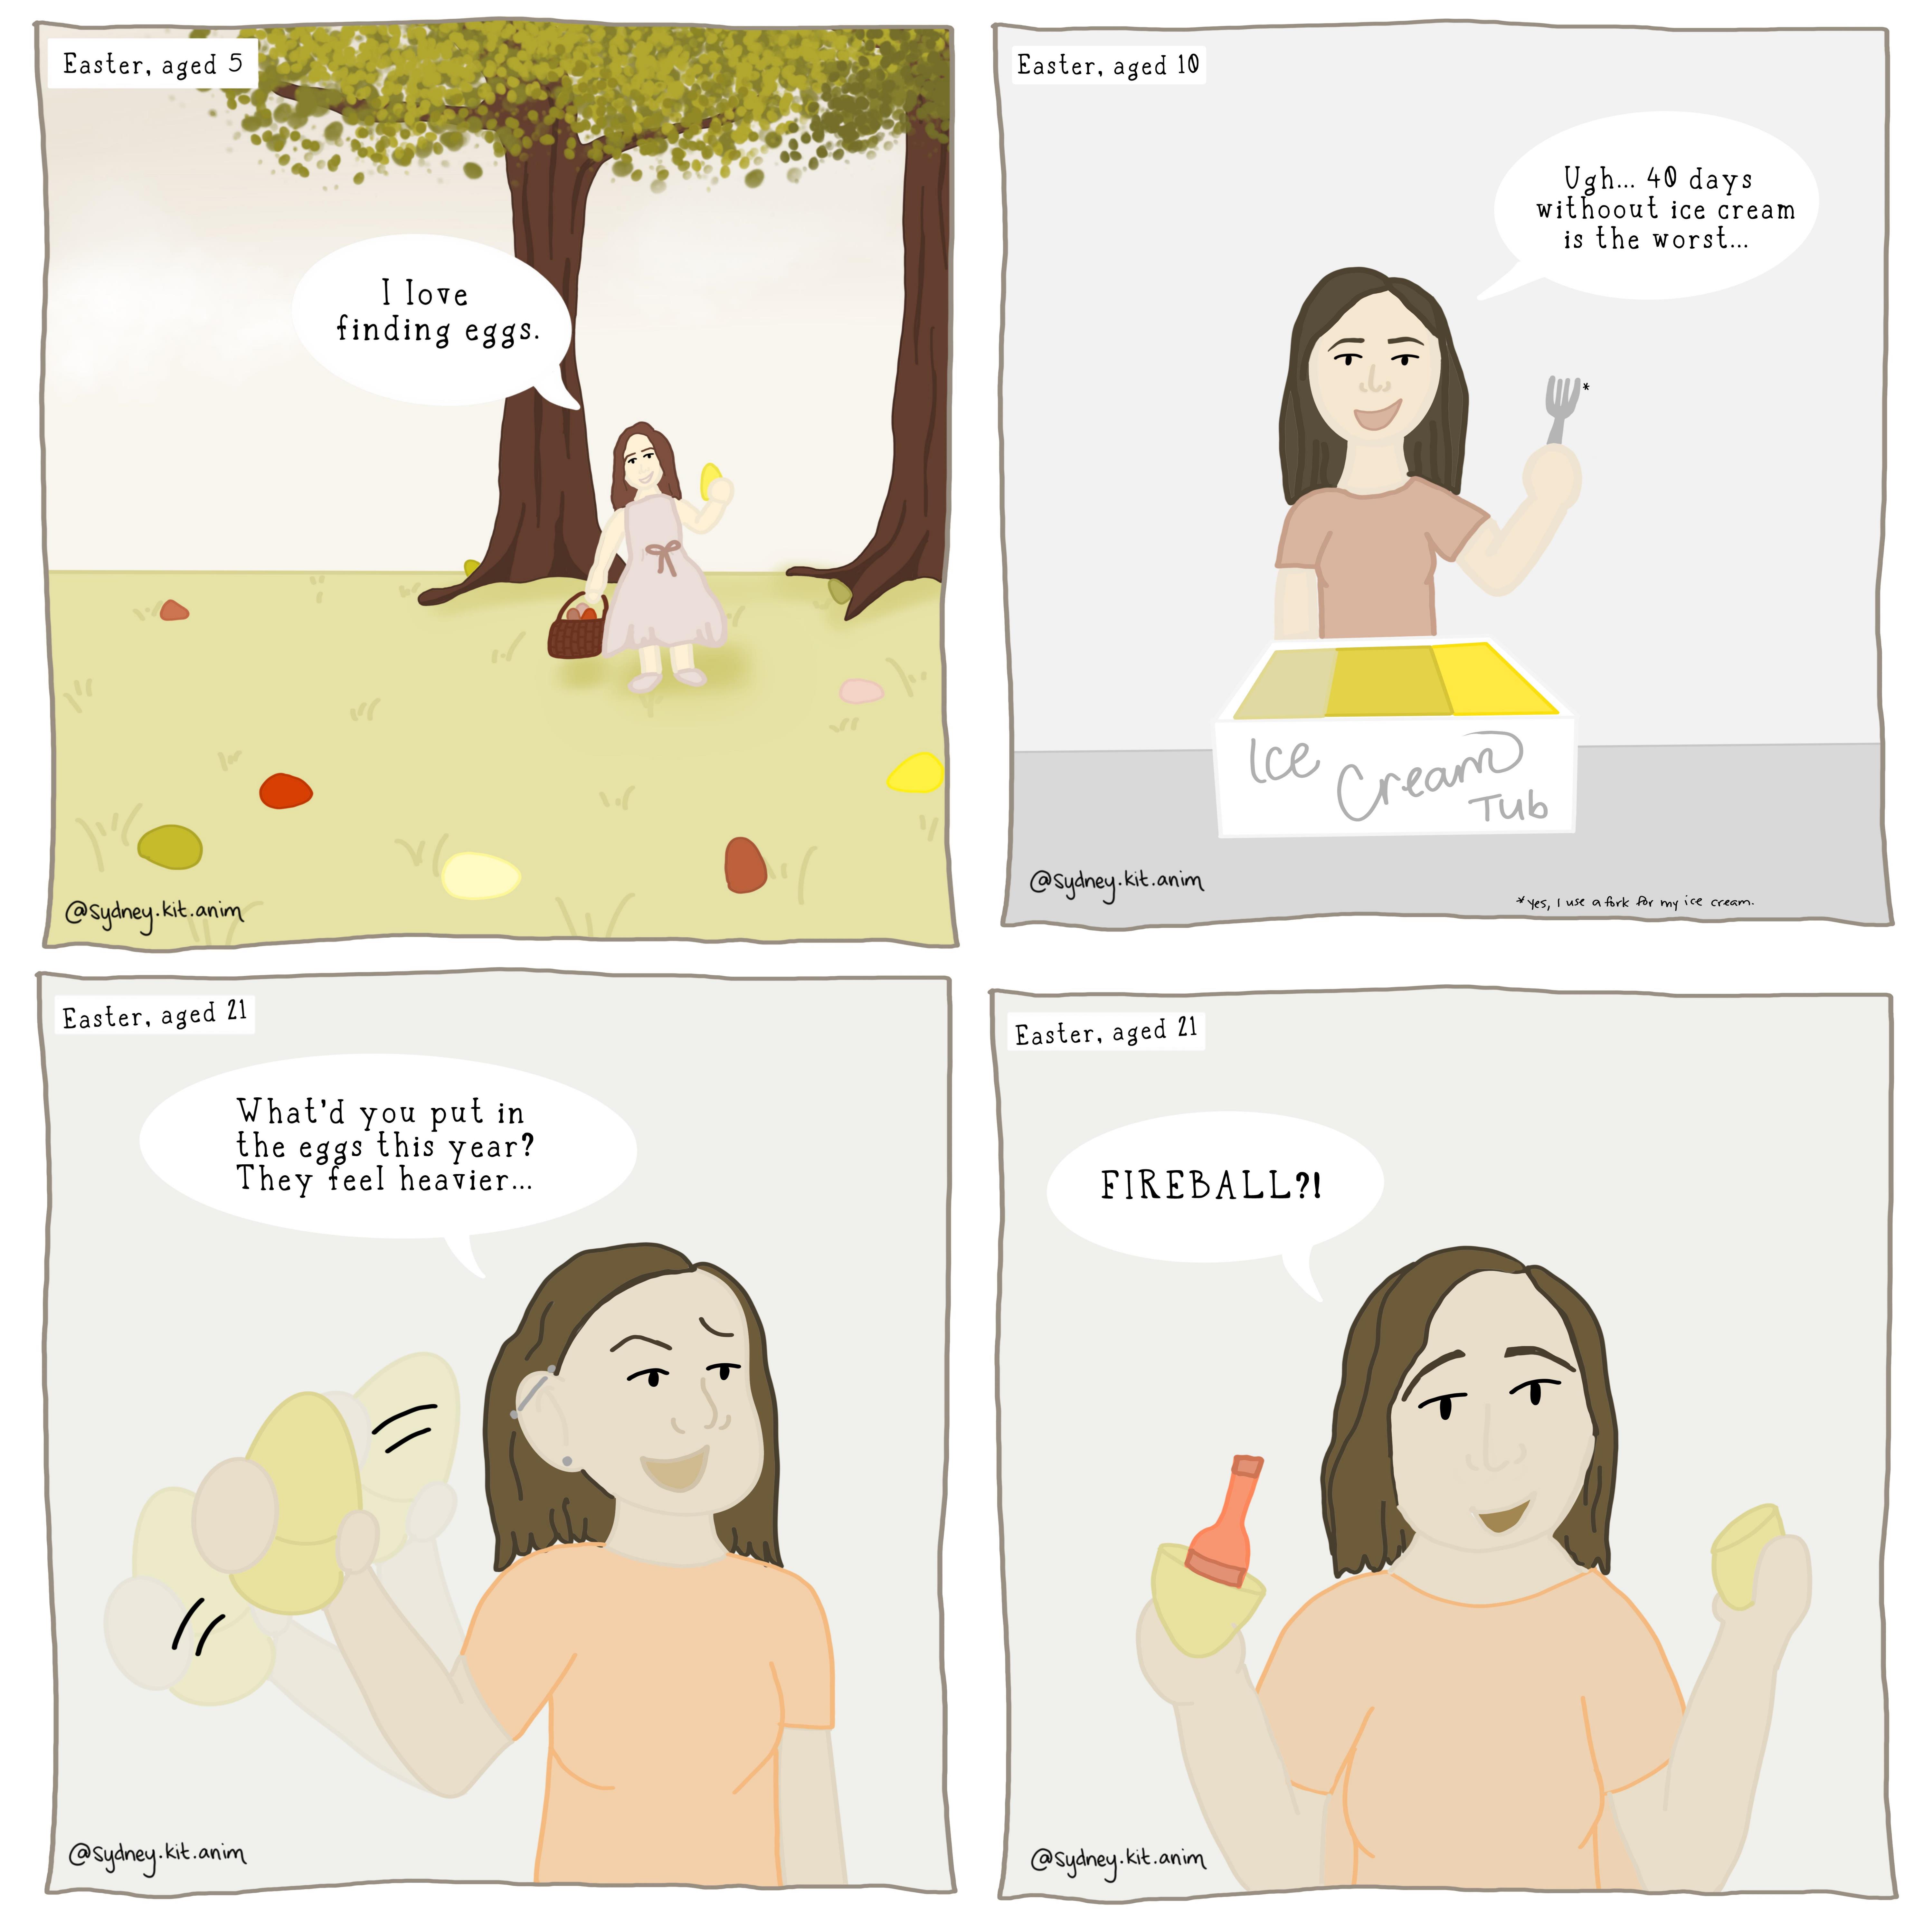 Easter, aged 5
I love
finding eggs.
@sydney.kit.anim
Easter, aged 10
Ugh... 40 days
withoout ice cream
is the worst...
*
Ice
Cream
Tub
@sydney.kit.anim
*yes, I use a fork for my ice cream.
Easter, aged 21
What'd you put in
the eggs this year?
They feel heavier...
@sydney.kit.anim
Easter, aged 21
FIREBALL?!
@sydney.kit.anim